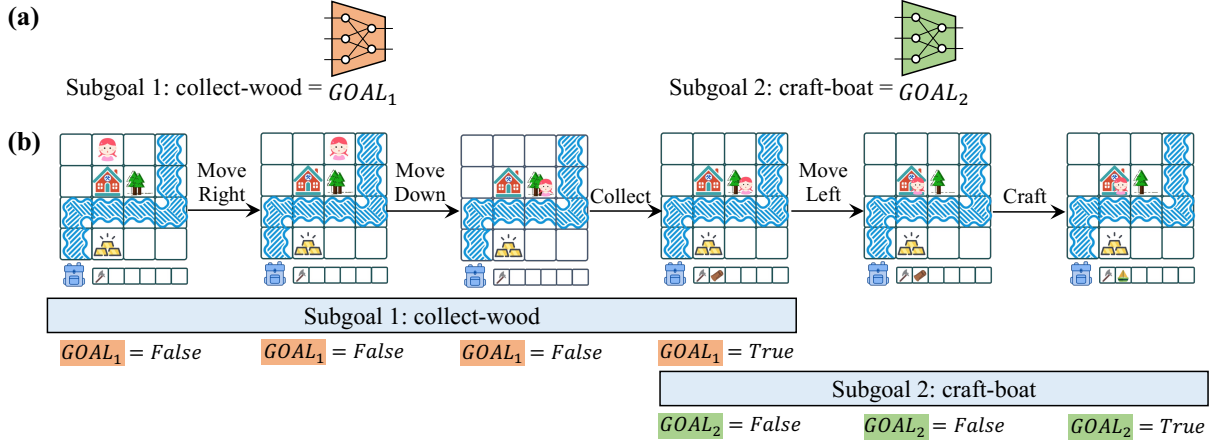 (a)
Subgoal 1: collect-wood = GOAL₁
Subgoal 2: craft-boat = GOAL₂
(b)
Move Right
Move Down
Collect
Move Left
Craft
Subgoal 1: collect-wood
GOAL₁ = False
GOAL₁ = False
GOAL₁ = False
GOAL₁ = True
Subgoal 2: craft-boat
GOAL₂ = False
GOAL₂ = False
GOAL₂ = True